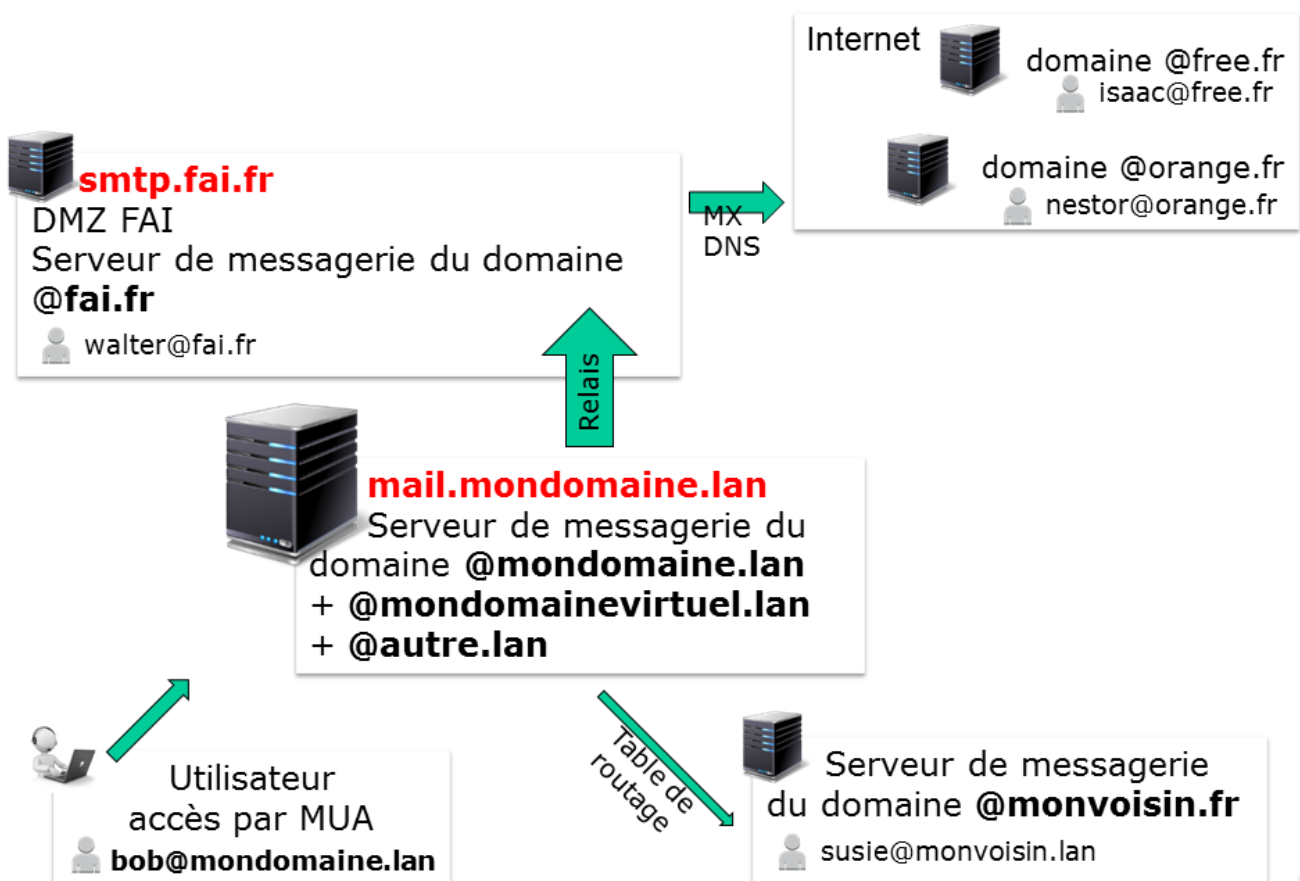 Internet
domaine @free.fr
isaac@free.fr
domaine @orange.fr
nestor@orange.fr
smtp.fai.fr
DMZ FAI
Serveur de messagerie du domaine
@fai.fr
walter@fai.fr
MX
DNS
Relais
mail.mondomaine.lan
Serveur de messagerie du
domaine @mondomaine.lan
+ @mondomainevirtuel.lan
+ @autre.lan
Utilisateur
accès par MUA
bob@mondomaine.lan
Table de
routage
Serveur de messagerie
du domaine @monvoisin.fr
susie@monvoisin.lan